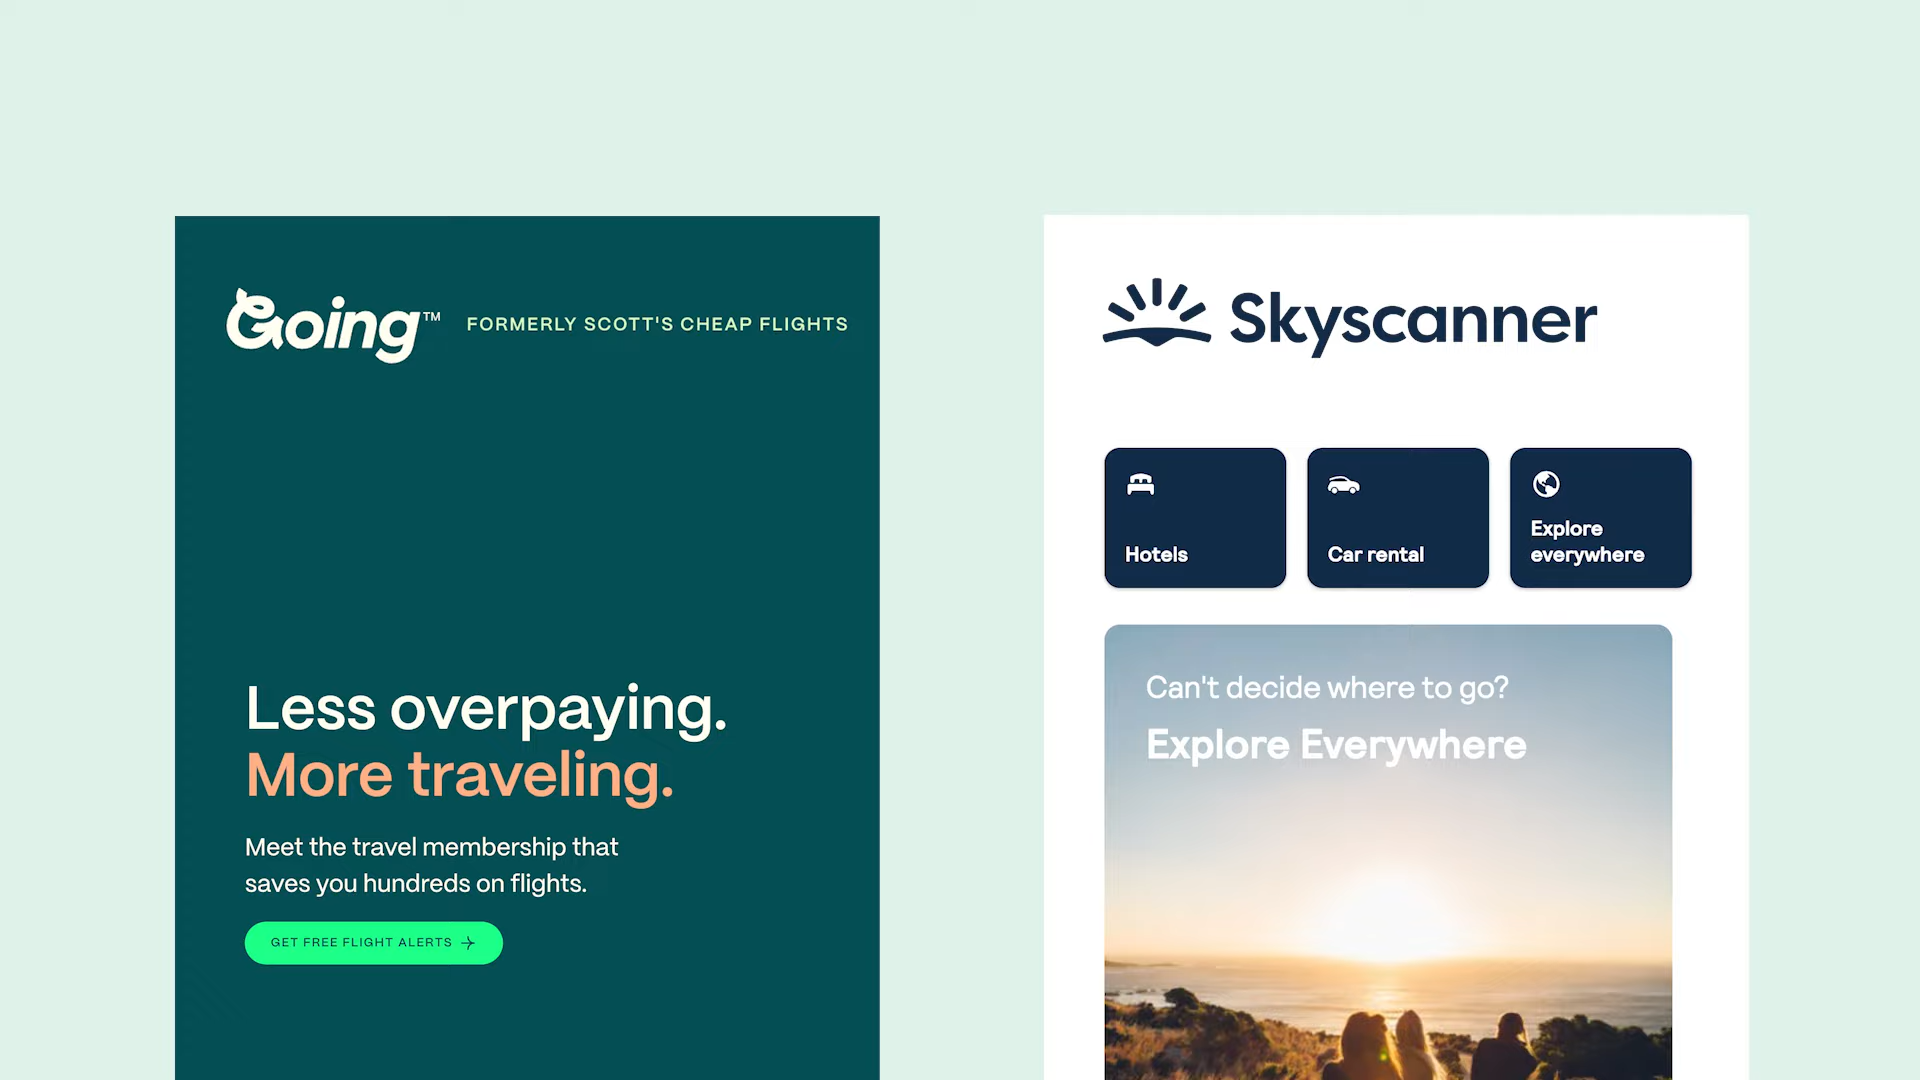 Going™ FORMERLY SCOTT'S CHEAP FLIGHTS
Less overpaying.
More traveling.
Meet the travel membership that
saves you hundreds on flights.
GET FREE FLIGHT ALERTS
Skyscanner
Hotels
Car rental
Explore
everywhere
Can't decide where to go?
Explore Everywhere